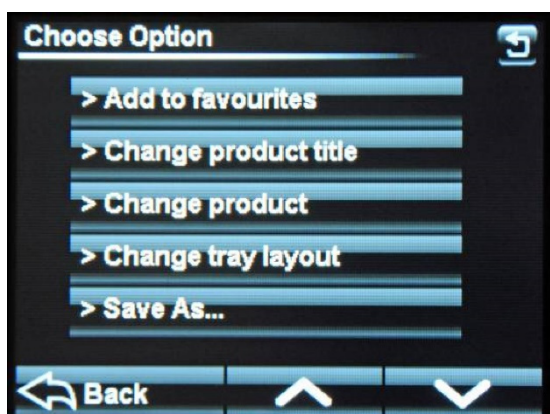 Choose Option
> Add to favourites
> Change product title
> Change product
> Change tray layout
> Save As...
Back